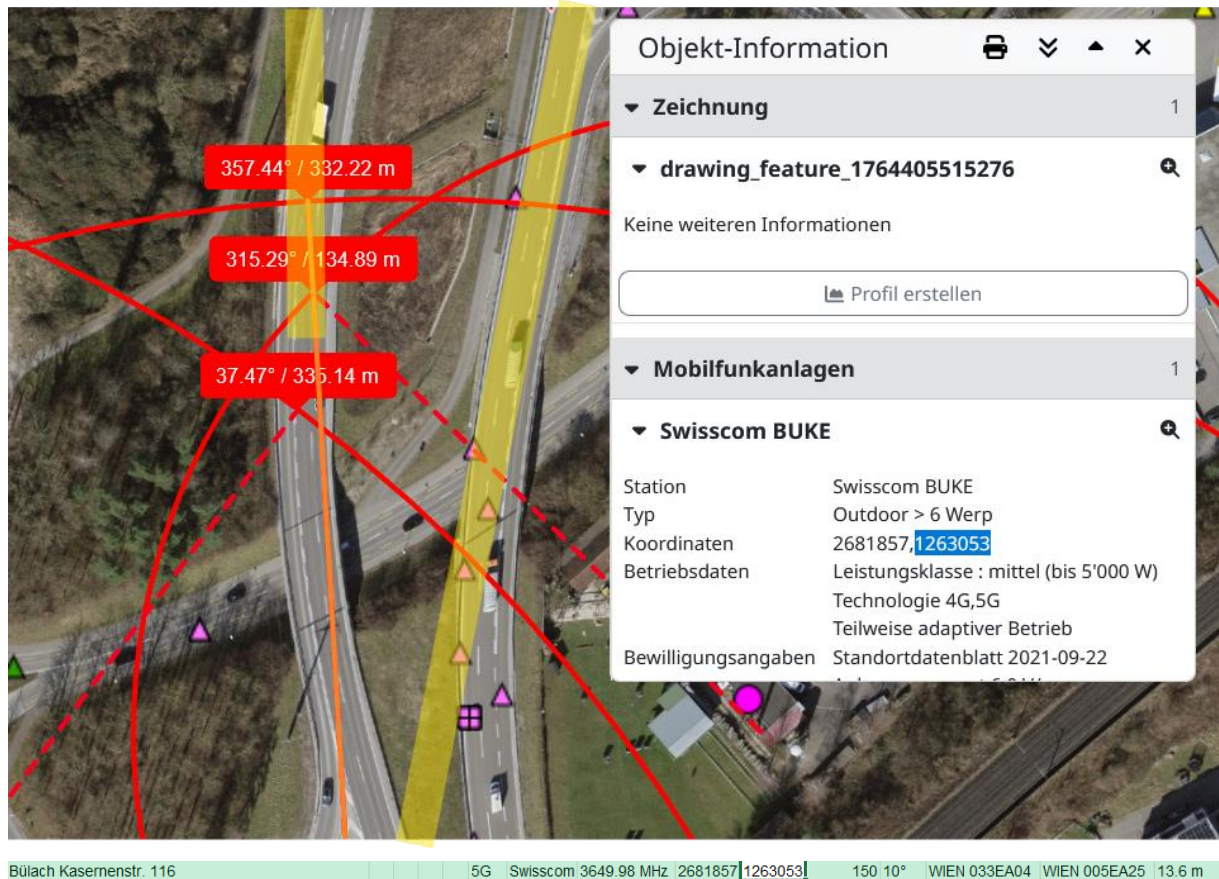 357.44° / 332.22 m
315.29° / 134.89 m
37.47° / 335.14 m
Objekt-Information
Zeichnung 1
drawing_feature_1764405515276
Keine weiteren Informationen
Profil erstellen
Mobilfunkanlagen 1
Swisscom BUKE
Station Swisscom BUKE
Typ Outdoor > 6 Werp
Koordinaten 2681857,1263053
Betriebsdaten Leistungsklasse : mittel (bis 5'000 W)
Technologie 4G,5G
Teilweise adaptiver Betrieb
Bewilligungsangaben Standortdatenblatt 2021-09-22
Bülach Kasernenstr. 116 5G Swisscom 3649.98 MHz 2681857 1263053 150 10° WIEN 033EA04 WIEN 005EA25 13.6 m